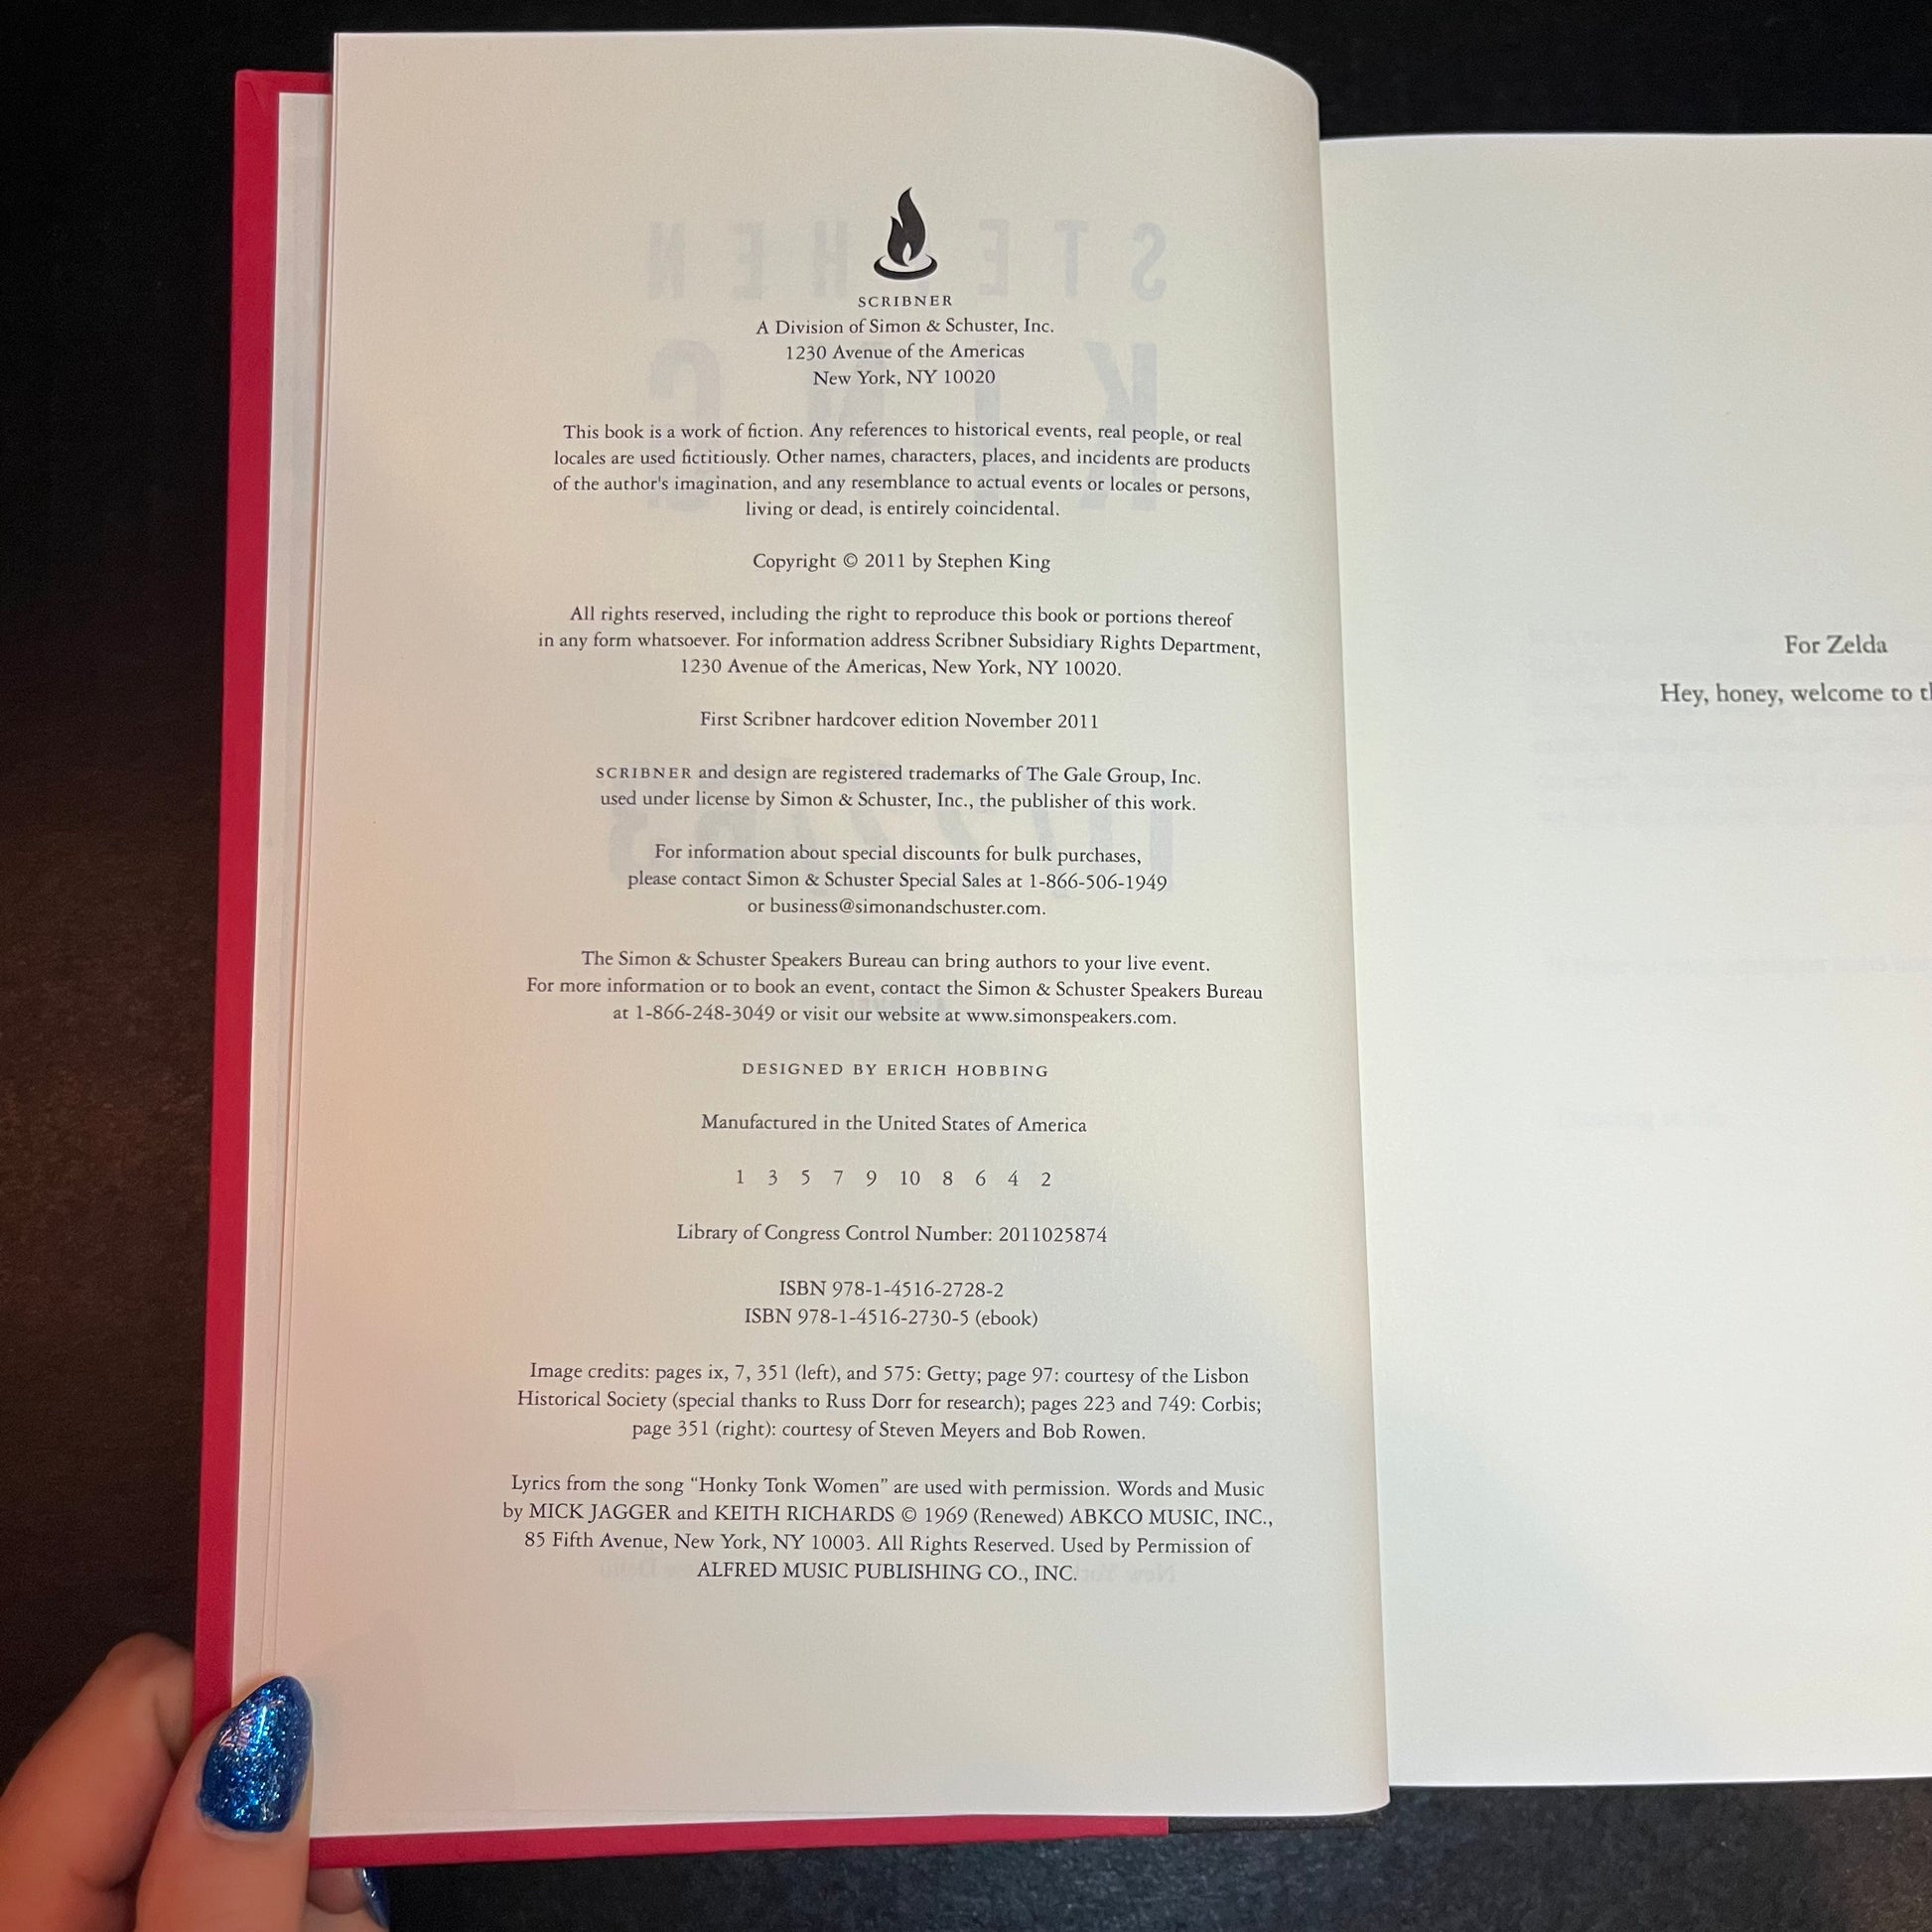 SCRIBNER
A Division of Simon & Schuster, Inc.
1230 Avenue of the Americas
New York, NY 10020
This book is a work of fiction. Any references to historical events, real people, or real
locales are used fictitiously. Other names, characters, places, and incidents are products
of the author's imagination, and any resemblance to actual events or locales or persons,
living or dead, is entirely coincidental.
Copyright © 2011 by Stephen King
All rights reserved, including the right to reproduce this book or portions thereof
in any form whatsoever. For information address Scribner Subsidiary Rights Department,
1230 Avenue of the Americas, New York, NY 10020.
First Scribner hardcover edition November 2011
SCRIBNER and design are registered trademarks of The Gale Group, Inc.
used under license by Simon & Schuster, Inc., the publisher of this work.
For information about special discounts for bulk purchases,
please contact Simon & Schuster Special Sales at 1-866-506-1949
or business@simonandschuster.com.
The Simon & Schuster Speakers Bureau can bring authors to your live event.
For more information or to book an event, contact the Simon & Schuster Speakers Bureau
at 1-866-248-3049 or visit our website at www.simonspeakers.com.
DESIGNED BY ERICH HOBBING
Manufactured in the United States of America
1 3 5 7 9 10 8 6 4 2
Library of Congress Control Number: 2011025874
ISBN 978-1-4516-2728-2
ISBN 978-1-4516-2730-5 (ebook)
Image credits: pages ix, 7, 351 (left), and 575: Getty; page 97: courtesy of the Lisbon
Historical Society (special thanks to Russ Dorr for research); pages 223 and 749: Corbis;
page 351 (right): courtesy of Steven Meyers and Bob Rowen.
Lyrics from the song “Honky Tonk Women” are used with permission. Words and Music
by MICK JAGGER and KEITH RICHARDS © 1969 (Renewed) ABKCO MUSIC, INC.,
85 Fifth Avenue, New York, NY 10003. All Rights Reserved. Used by Permission of
ALFRED MUSIC PUBLISHING CO., INC.
For Zelda
Hey, honey, welcome to